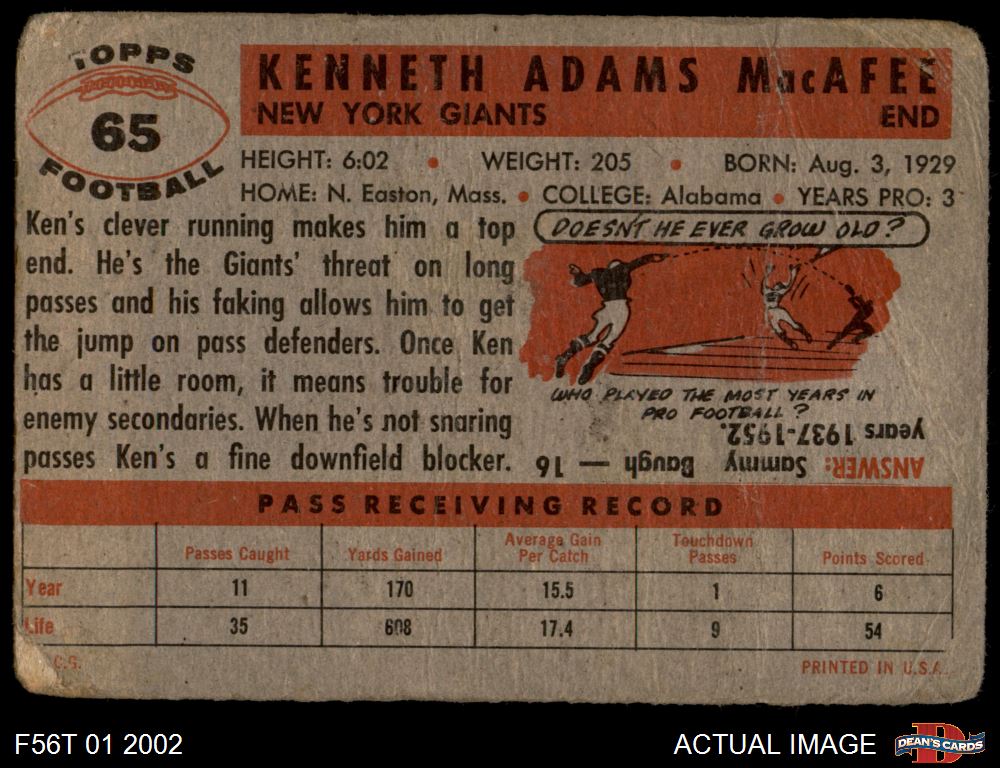 TOPPS
65
FOOTBALL
KENNETH ADAMS MacAFEE
NEW YORK GIANTS END
HEIGHT: 6:02 • WEIGHT: 205 • BORN: Aug. 3, 1929
HOME: N. Easton, Mass. • COLLEGE: Alabama • YEARS PRO: 3
Ken's clever running makes him a top
end. He's the Giants' threat on long
passes and his faking allows him to get
the jump on pass defenders. Once Ken
has a little room, it means trouble for
enemy secondaries. When he's not snaring
passes Ken's a fine downfield blocker.
DOESN'T HE EVER GROW OLD?
WHO PLAYED THE MOST YEARS IN
PRO FOOTBALL?
ANSWER: Sammy Baugh — 16
years 1937-1952.
PASS RECEIVING RECORD
Passes Caught Yards Gained Average Gain Per Catch Touchdown Passes Points Scored
Year 11 170 15.5 1 6
Life 35 608 17.4 9 54
C.G. PRINTED IN U.S.A.
F56T 01 2002 ACTUAL IMAGE DEAN'S CARDS